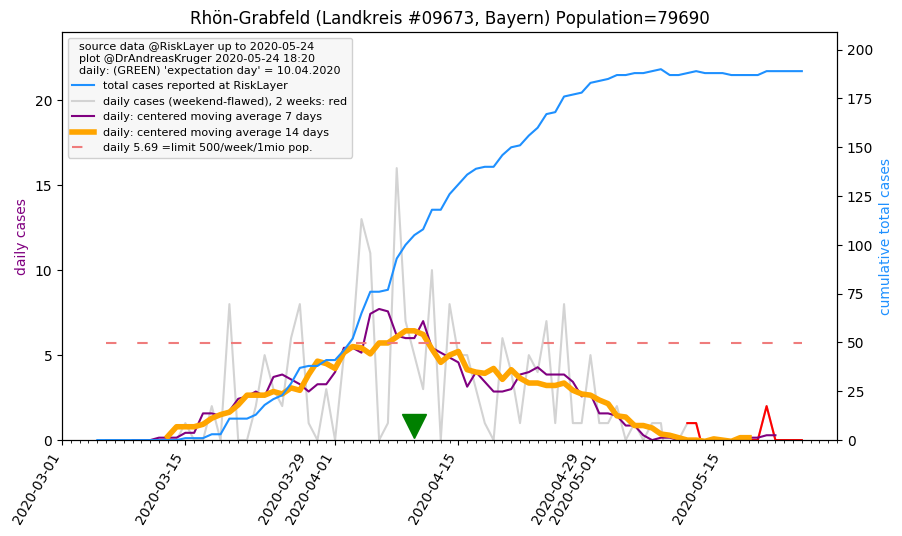 Rhön-Grabfeld (Landkreis #09673, Bayern) Population=79690
source data @RiskLayer up to 2020-05-24
plot @DrAndreasKruger 2020-05-24 18:20
daily: (GREEN) 'expectation day' = 10.04.2020
total cases reported at RiskLayer
daily cases (weekend-flawed), 2 weeks: red
daily: centered moving average 7 days
daily: centered moving average 14 days
daily 5.69 =limit 500/week/1mio pop.
daily cases
20
15
10
5
0
cumulative total cases
200
175
150
125
100
75
50
25
0
2020-03-01
2020-03-15
2020-03-29
2020-04-01
2020-04-15
2020-04-29
2020-05-01
2020-05-15